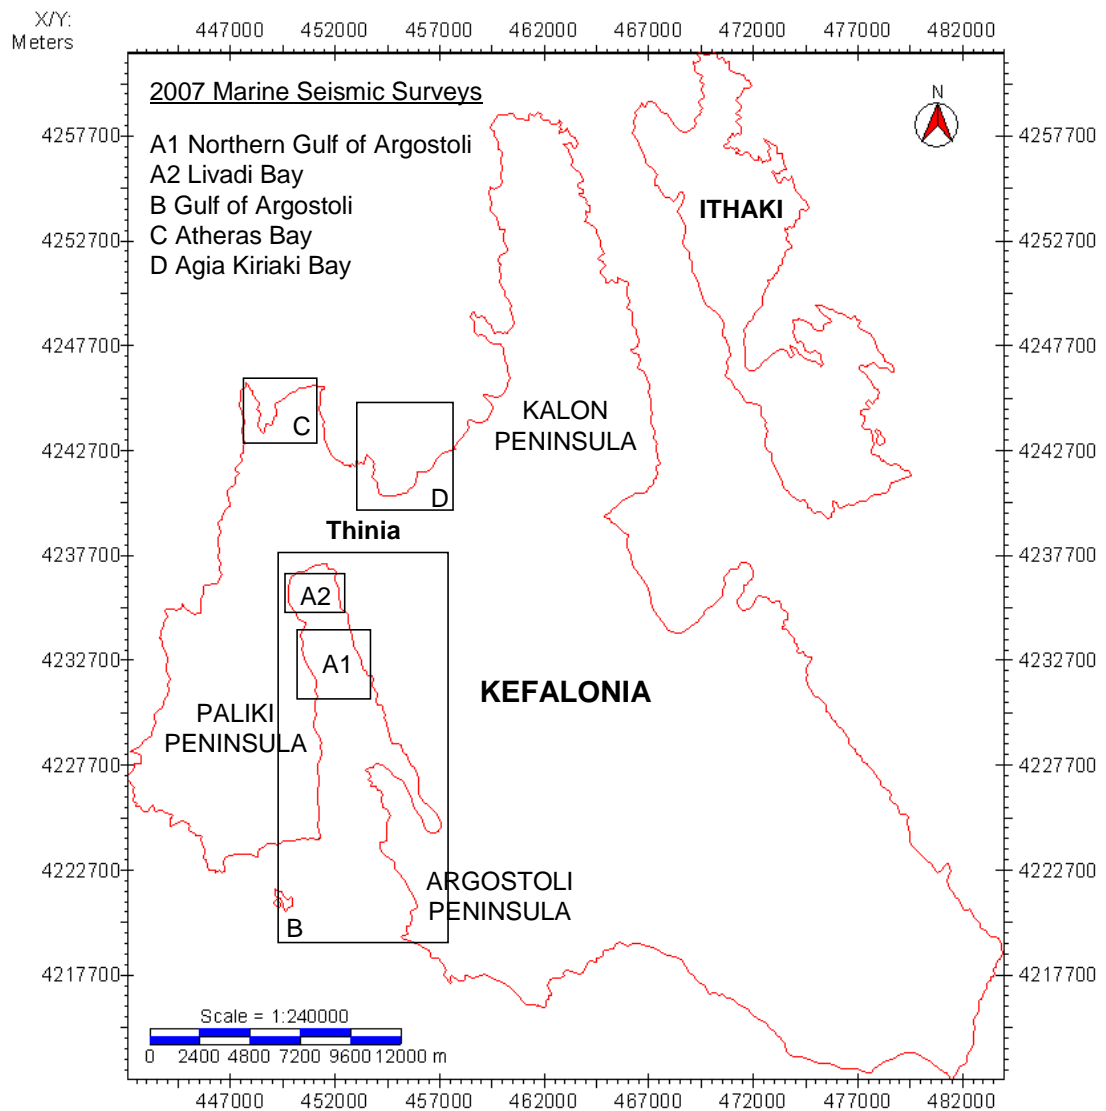 X/Y:
Meters
447000 452000 457000 462000 467000 472000 477000 482000
2007 Marine Seismic Surveys
N
A1 Northern Gulf of Argostoli
A2 Livadi Bay
B Gulf of Argostoli
C Atheras Bay
D Agia Kiriaki Bay
4257700 4257700
ITHAKI
4252700 4252700
4247700 4247700
KALON
PENINSULA
C
4242700 4242700
D
Thinia
4237700 4237700
A2
A1
4232700 4232700
KEFALONIA
PALIKI
PENINSULA
4227700 4227700
4222700 4222700
ARGOSTOLI
PENINSULA
B
4217700 4217700
Scale = 1:240000
0 2400 4800 7200 9600 12000 m
447000 452000 457000 462000 467000 472000 477000 482000